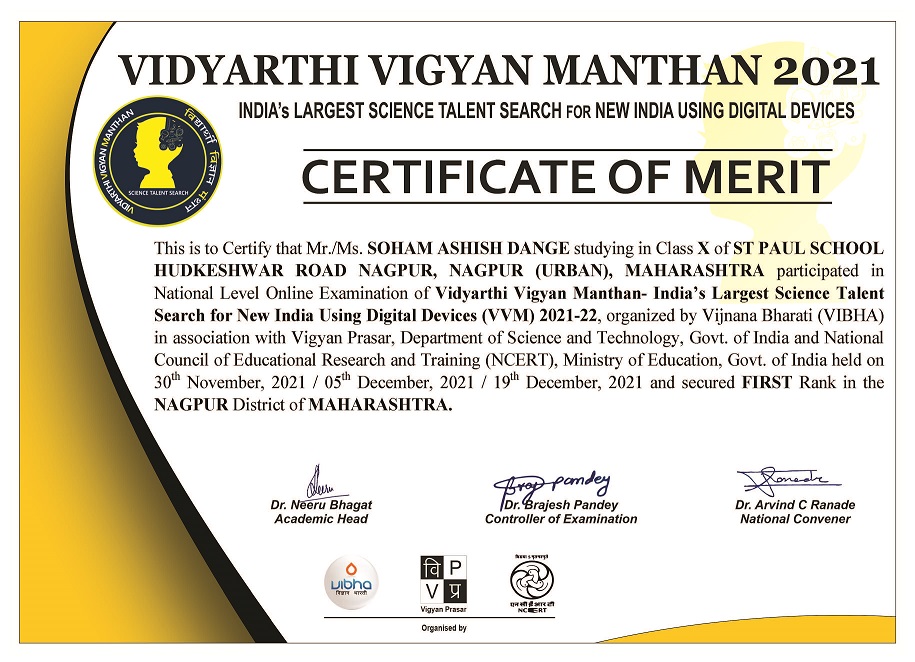 VIDYARTHI VIGYAN MANTHAN 2021
INDIA's LARGEST SCIENCE TALENT SEARCH FOR NEW INDIA USING DIGITAL DEVICES
VIDYARTHI VIGYAN MANTHAN
विद्यार्थी विज्ञान मंथन
SCIENCE TALENT SEARCH
CERTIFICATE OF MERIT
This is to Certify that Mr./Ms. SOHAM ASHISH DANGE studying in Class X of ST PAUL SCHOOL
HUDKESHWAR ROAD NAGPUR, NAGPUR (URBAN), MAHARASHTRA participated in
National Level Online Examination of Vidyarthi Vigyan Manthan- India's Largest Science Talent
Search for New India Using Digital Devices (VVM) 2021-22, organized by Vijnana Bharati (VIBHA)
in association with Vigyan Prasar, Department of Science and Technology, Govt. of India and National
Council of Educational Research and Training (NCERT), Ministry of Education, Govt. of India held on
30th November, 2021 / 05th December, 2021 / 19th December, 2021 and secured FIRST Rank in the
NAGPUR District of MAHARASHTRA.
Neeru
pandey
Ranade
Dr. Neeru Bhagat
Academic Head
Dr. Brajesh Pandey
Controller of Examination
Dr. Arvind C Ranade
National Convener
vibha
विज्ञान भारती
वि P
V प्र
Vigyan Prasar
एन सी ई आर टी
NCERT
Organised by